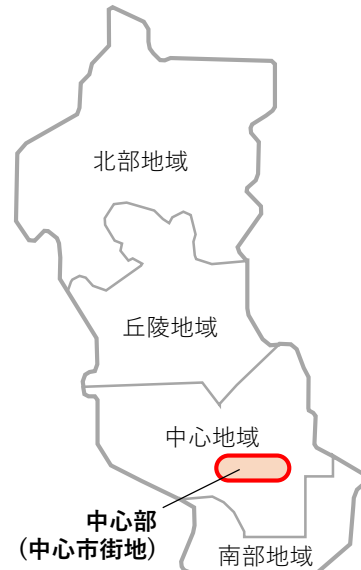 北部地域
丘陵地域
中心地域
中心部
（中心市街地）
南部地域